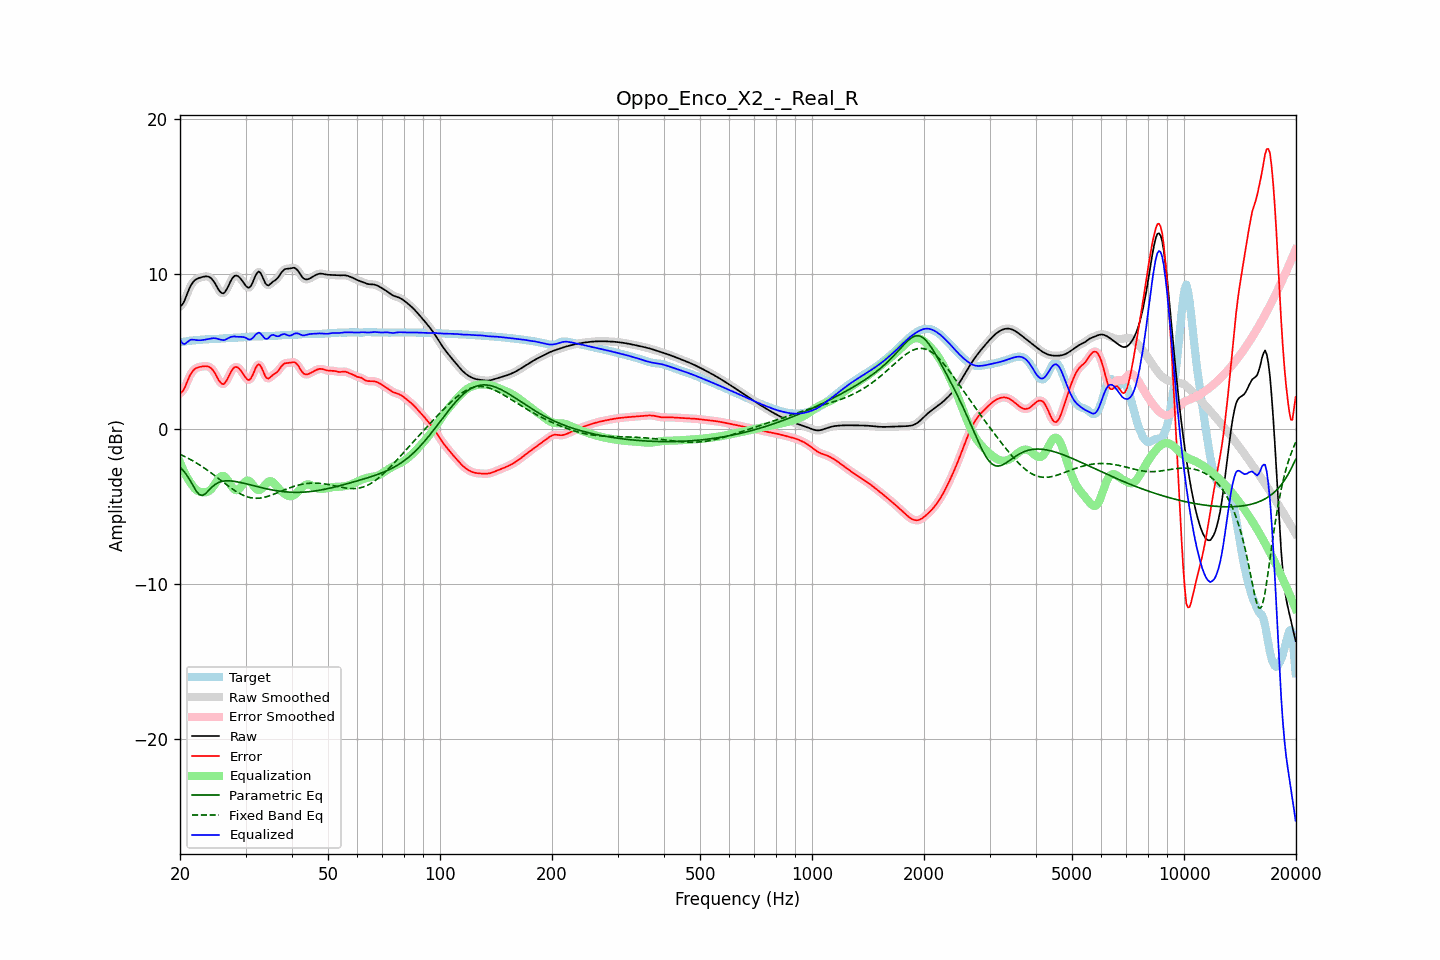 Oppo_Enco_X2_-_Real_R
20
10
0
−10
−20
Amplitude (dBr)
Target
Raw Smoothed
Error Smoothed
Raw
Error
Equalization
Parametric Eq
Fixed Band Eq
Equalized
20 50 100 200 500 1000 2000 5000 10000 20000
Frequency (Hz)